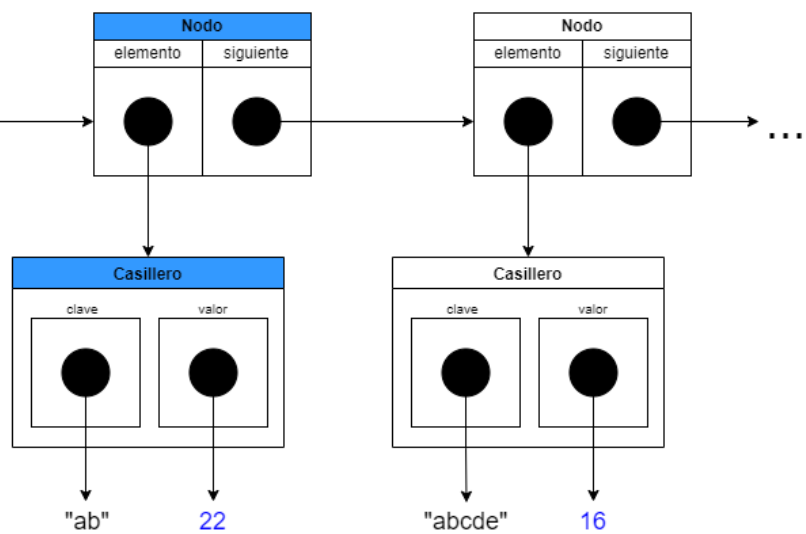 Nodo
elemento siguiente
Nodo
elemento siguiente
...
Casillero
clave valor
"ab" 22
Casillero
clave valor
"abcde" 16